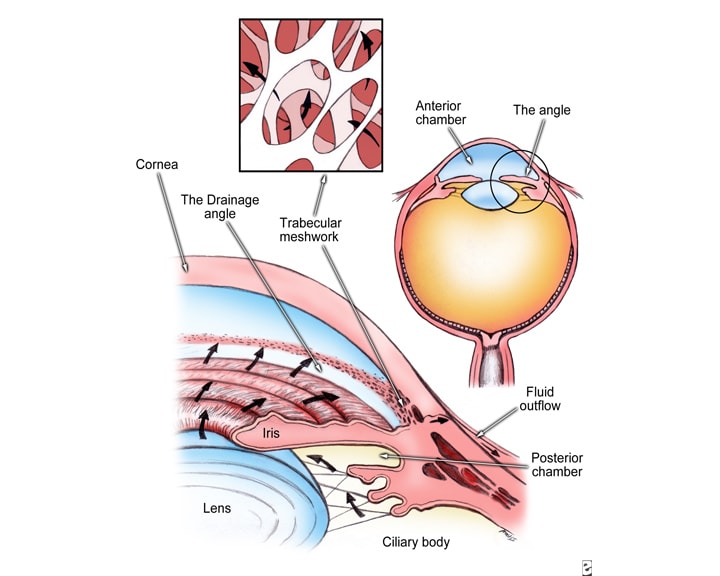 Anterior
chamber
The angle
Cornea
The Drainage
angle
Trabecular
meshwork
Fluid
outflow
Iris
Posterior
chamber
Lens
Ciliary body